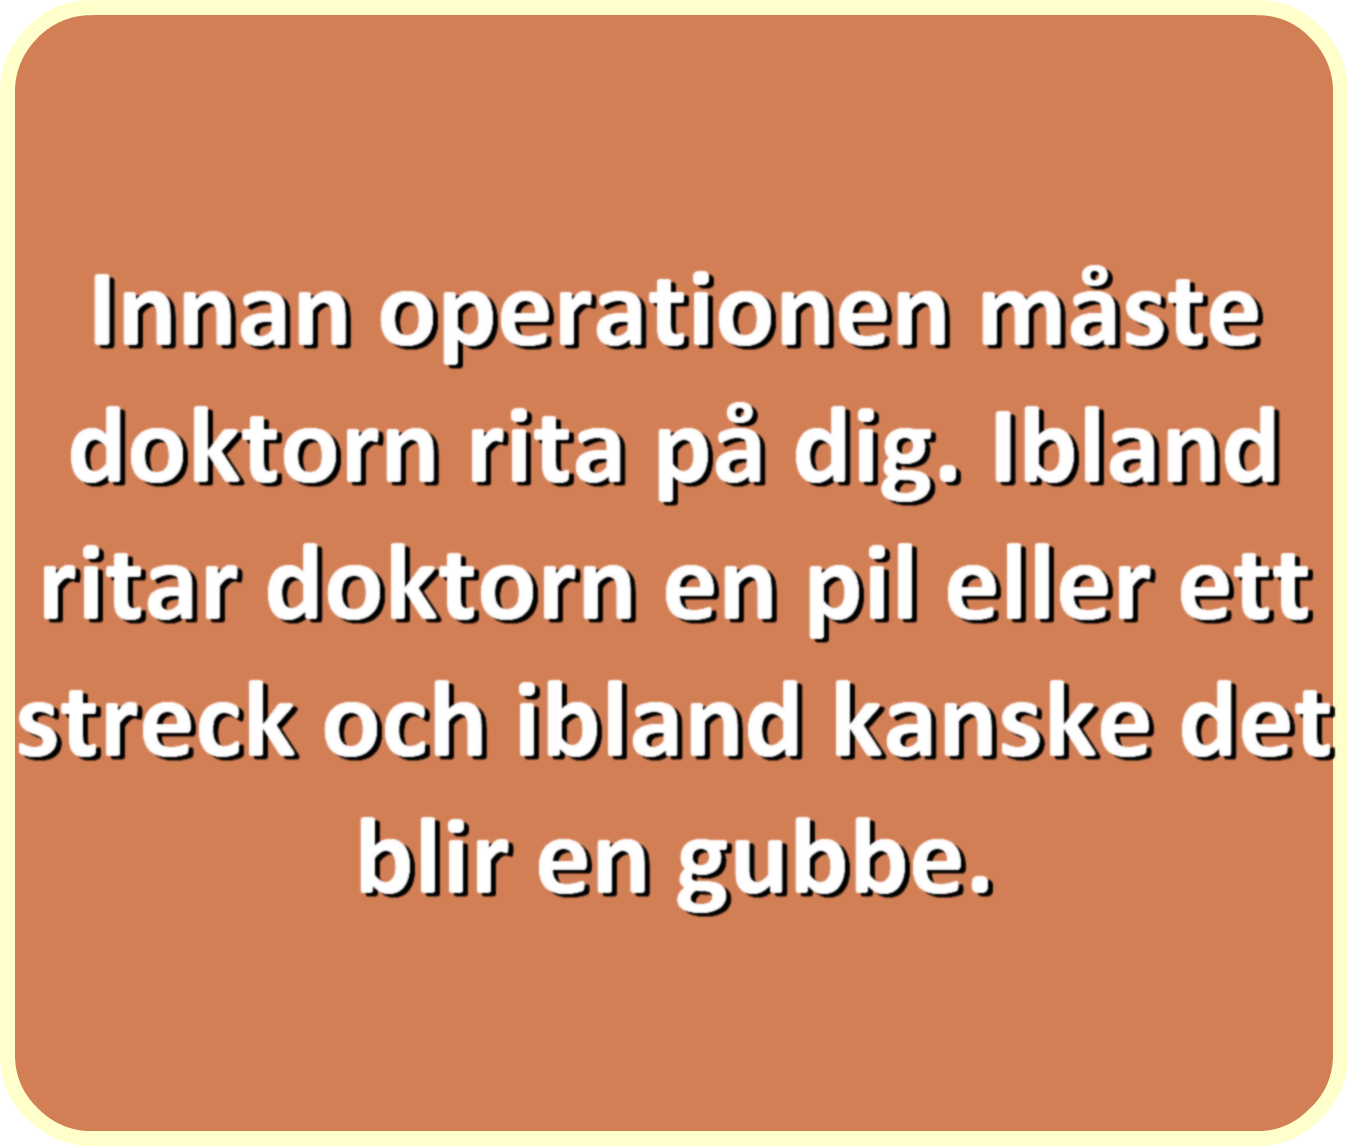 Innan operationen måste
doktorn rita på dig. Ibland
ritar doktorn en pil eller ett
streck och ibland kanske det
blir en gubbe.